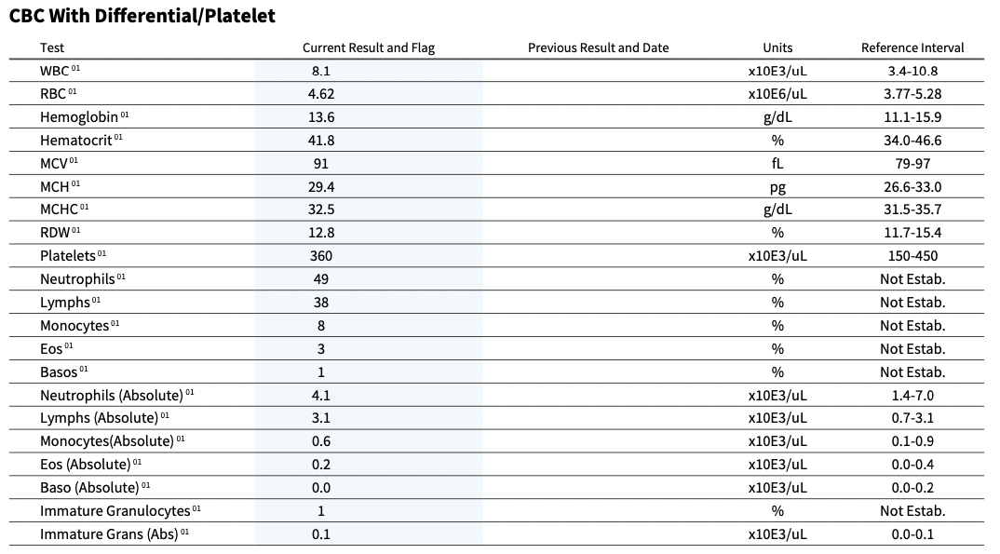 CBC With Differential/Platelet
Test Current Result and Flag Previous Result and Date Units Reference Interval
WBC 01 8.1 x10E3/uL 3.4-10.8
RBC 01 4.62 x10E6/uL 3.77-5.28
Hemoglobin 01 13.6 g/dL 11.1-15.9
Hematocrit 01 41.8 % 34.0-46.6
MCV 01 91 fL 79-97
MCH 01 29.4 pg 26.6-33.0
MCHC 01 32.5 g/dL 31.5-35.7
RDW 01 12.8 % 11.7-15.4
Platelets 01 360 x10E3/uL 150-450
Neutrophils 01 49 % Not Estab.
Lymphs 01 38 % Not Estab.
Monocytes 01 8 % Not Estab.
Eos 01 3 % Not Estab.
Basos 01 1 % Not Estab.
Neutrophils (Absolute) 01 4.1 x10E3/uL 1.4-7.0
Lymphs (Absolute) 01 3.1 x10E3/uL 0.7-3.1
Monocytes(Absolute) 01 0.6 x10E3/uL 0.1-0.9
Eos (Absolute) 01 0.2 x10E3/uL 0.0-0.4
Baso (Absolute) 01 0.0 x10E3/uL 0.0-0.2
Immature Granulocytes 01 1 % Not Estab.
Immature Grans (Abs) 01 0.1 x10E3/uL 0.0-0.1